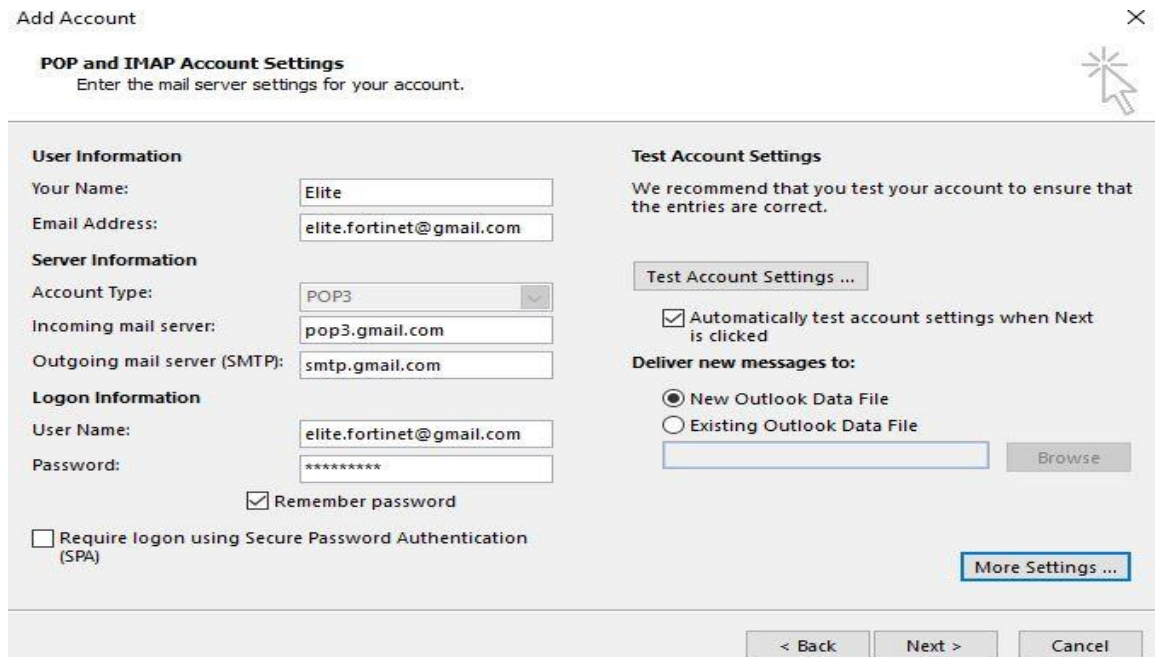 Add Account
POP and IMAP Account Settings
Enter the mail server settings for your account.
User Information
Your Name: Elite
Email Address: elite.fortinet@gmail.com
Server Information
Account Type: POP3
Incoming mail server: pop3.gmail.com
Outgoing mail server (SMTP): smtp.gmail.com
Logon Information
User Name: elite.fortinet@gmail.com
Password: *********
Remember password
Require logon using Secure Password Authentication
(SPA)
Test Account Settings
We recommend that you test your account to ensure that
the entries are correct.
Test Account Settings ...
Automatically test account settings when Next
is clicked
Deliver new messages to:
New Outlook Data File
Existing Outlook Data File
Browse
More Settings ...
< Back Next > Cancel